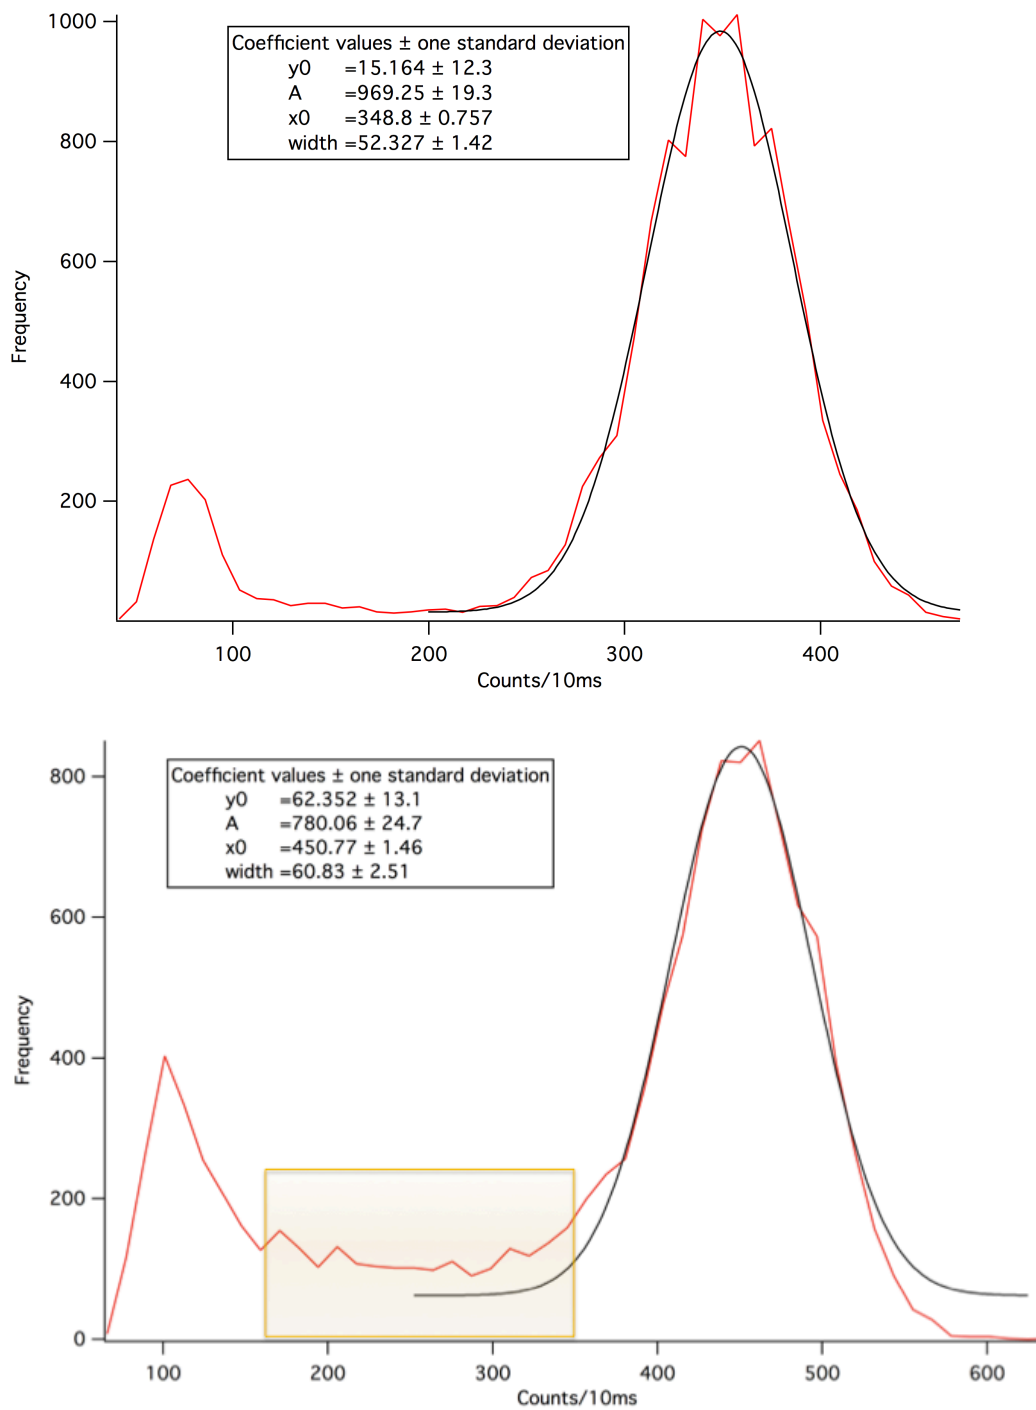 1000
800
600
400
200
Frequency
Coefficient values ± one standard deviation
y0 =15.164 ± 12.3
A =969.25 ± 19.3
x0 =348.8 ± 0.757
width =52.327 ± 1.42
100 200 300 400
Counts/10ms
800
600
400
200
0
Frequency
Coefficient values ± one standard deviation
y0 =62.352 ± 13.1
A =780.06 ± 24.7
x0 =450.77 ± 1.46
width =60.83 ± 2.51
100 200 300 400 500 600
Counts/10ms